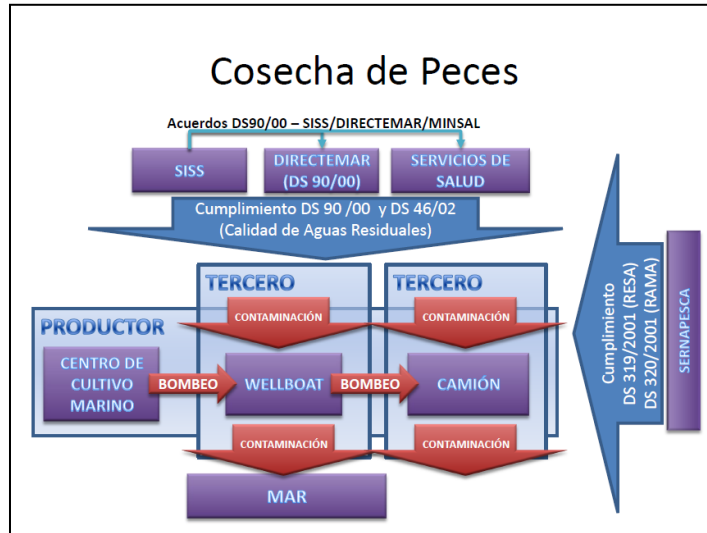 Cosecha de Peces
Acuerdos DS90/00 – SISS/DIRECTEMAR/MINSAL
SISS
DIRECTEMAR
(DS 90/00)
SERVICIOS DE
SALUD
Cumplimiento DS 90 /00 y DS 46/02
(Calidad de Aguas Residuales)
TERCERO
TERCERO
CONTAMINACIÓN
CONTAMINACIÓN
PRODUCTOR
CENTRO DE
CULTIVO
MARINO
BOMBEO
WELLBOAT
BOMBEO
CAMIÓN
CONTAMINACIÓN
CONTAMINACIÓN
MAR
Cumplimiento
DS 319/2001 (RESA)
DS 320/2001 (RAMA)
SERNAPESCA